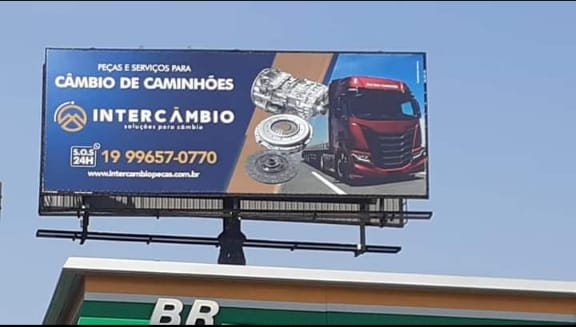 PEÇAS E SERVIÇOS PARA
CÂMBIO DE CAMINHÕES
INTERCÂMBIO
soluções para câmbio
S.O.S 24H 19 99657-0770
www.intercambiopecas.com.br
BR